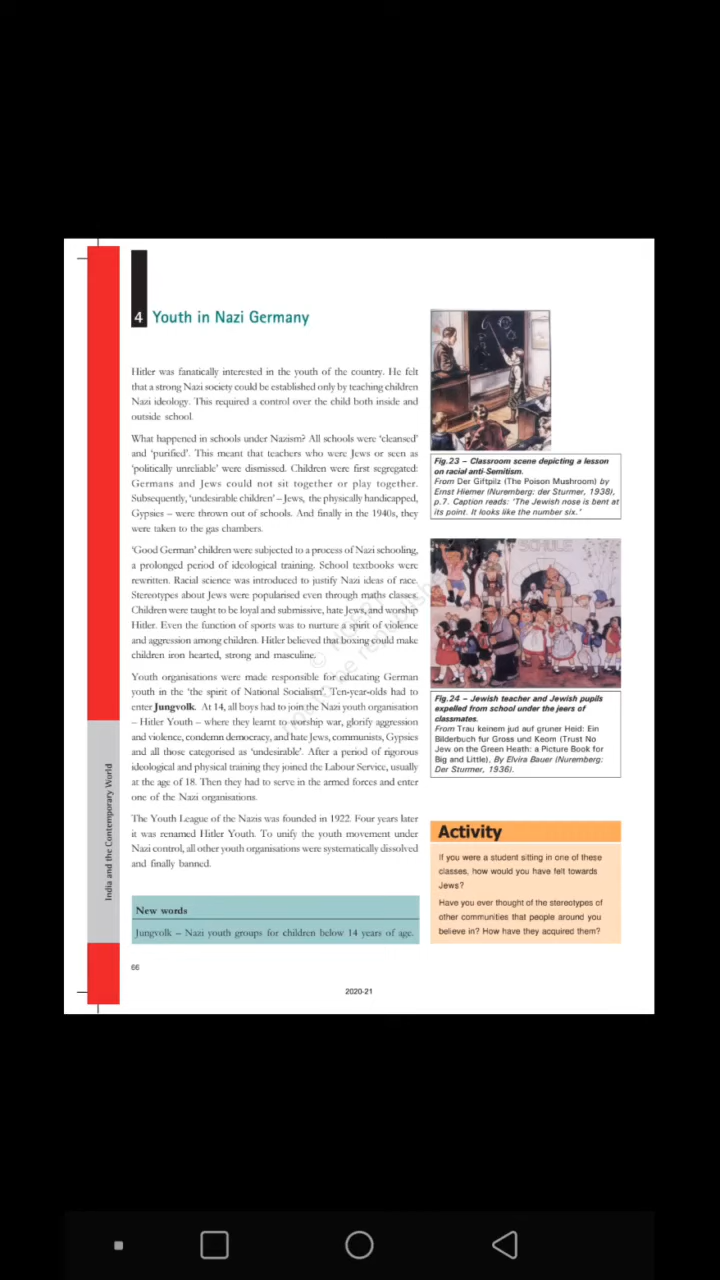 4 Youth in Nazi Germany
Hitler was fanatically interested in the youth of the country. He felt
that a strong Nazi society could be established only by teaching children
Nazi ideology. This required a control over the child both inside and
outside school.
What happened in schools under Nazism? All schools were ‘cleansed’
and ‘purified’. This meant that teachers who were Jews or seen as
‘politically unreliable’ were dismissed. Children were first segregated:
Germans and Jews could not sit together or play together.
Subsequently, ‘undesirable children’ – Jews, the physically handicapped,
Gypsies – were thrown out of schools. And finally in the 1940s, they
were taken to the gas chambers.
‘Good German’ children were subjected to a process of Nazi schooling,
a prolonged period of ideological training. School textbooks were
rewritten. Racial science was introduced to justify Nazi ideas of race.
Stereotypes about Jews were popularised even through maths classes.
Children were taught to be loyal and submissive, hate Jews, and worship
Hitler. Even the function of sports was to nurture a spirit of violence
and aggression among children. Hitler believed that boxing could make
children iron hearted, strong and masculine.
Youth organisations were made responsible for educating German
youth in the ‘the spirit of National Socialism’. Ten-year-olds had to
enter Jungvolk. At 14, all boys had to join the Nazi youth organisation
– Hitler Youth – where they learnt to worship war, glorify aggression
and violence, condemn democracy, and hate Jews, communists, Gypsies
and all those categorised as ‘undesirable’. After a period of rigorous
ideological and physical training they joined the Labour Service, usually
at the age of 18. Then they had to serve in the armed forces and enter
one of the Nazi organisations.
The Youth League of the Nazis was founded in 1922. Four years later
it was renamed Hitler Youth. To unify the youth movement under
Nazi control, all other youth organisations were systematically dissolved
and finally banned.
New words
Jungvolk – Nazi youth groups for children below 14 years of age.
Fig.23 – Classroom scene depicting a lesson
on racial anti-Semitism.
From Der Giftpilz (The Poison Mushroom) by
Ernst Hiemer (Nuremberg: der Sturmer, 1938),
p.7. Caption reads: ‘The Jewish nose is bent at
its point. It looks like the number six.’
SCHULE
Fig.24 – Jewish teacher and Jewish pupils
expelled from school under the jeers of
classmates.
From Trau keinem jud auf gruner Heid: Ein
Bilderbuch fur Gross und Keom (Trust No
Jew on the Green Heath: a Picture Book for
Big and Little), By Elvira Bauer (Nuremberg:
Der Sturmer, 1936).
Activity
If you were a student sitting in one of these
classes, how would you have felt towards
Jews?
Have you ever thought of the stereotypes of
other communities that people around you
believe in? How have they acquired them?
India and the Contemporary World
66
2020-21